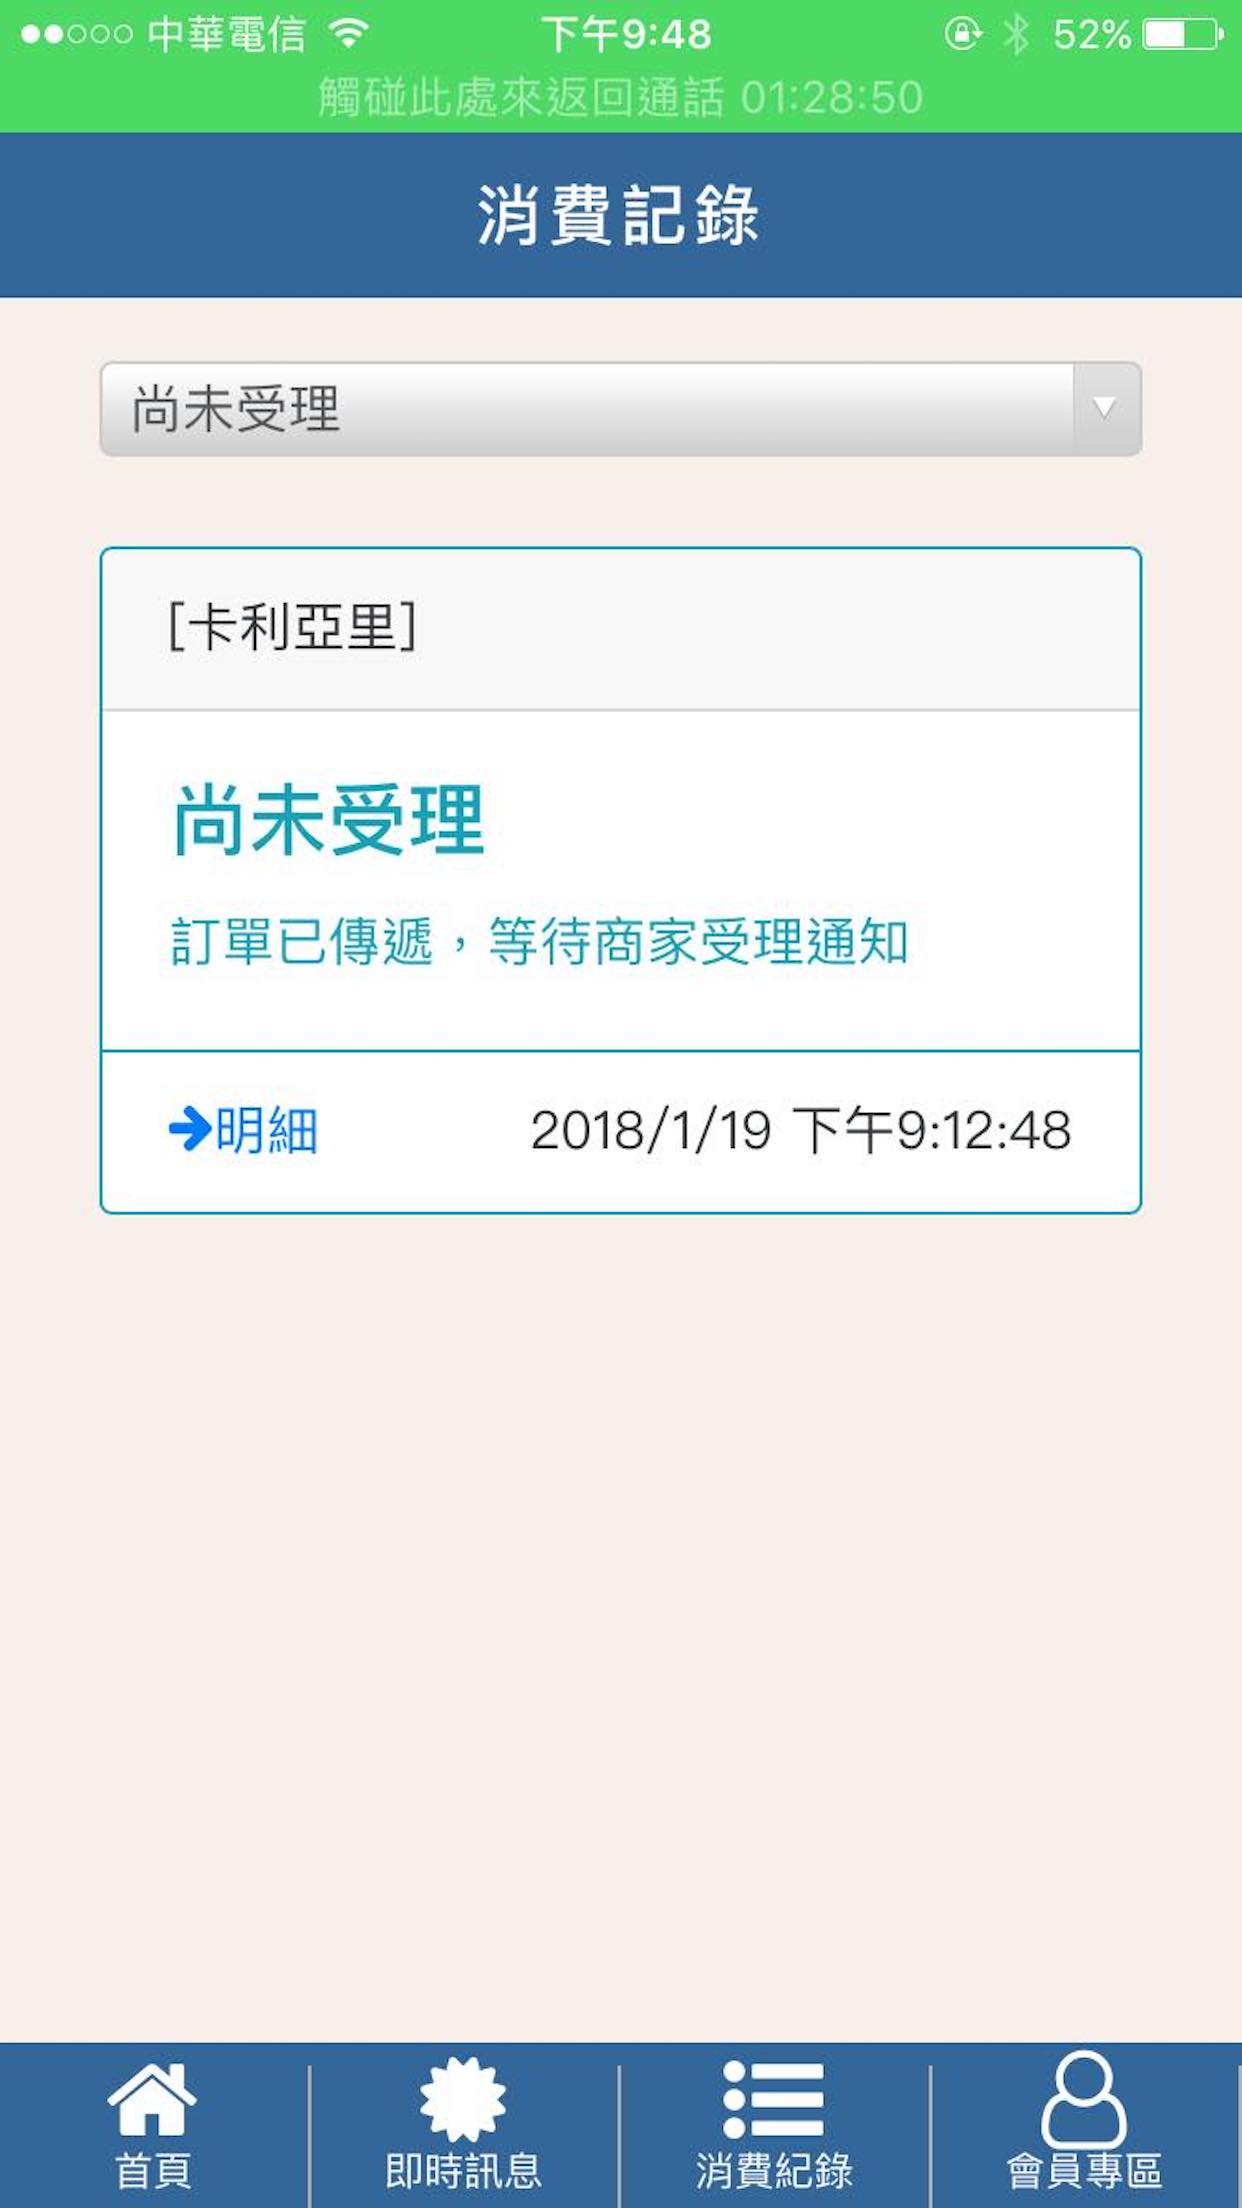 中華電信 下午9:48 52%
觸碰此處來返回通話 01:28:50
消費記錄
尚未受理
[卡利亞里]
尚未受理
訂單已傳遞，等待商家受理通知
明細 2018/1/19 下午9:12:48
首頁 即時訊息 消費紀錄 會員專區